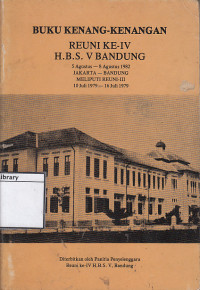 BUKU KENANG-KENANGAN
REUNI KE-IV
H.B.S. V BANDUNG
5 Agustus — 8 Agustus 1982
JAKARTA — BANDUNG
MELIPUTI REUNI-III
10 Juli 1979 — 16 Juli 1979
Library
Diterbitkan oleh Panitia Penyelenggara
Reuni ke-IV H.B.S. V, Bandung